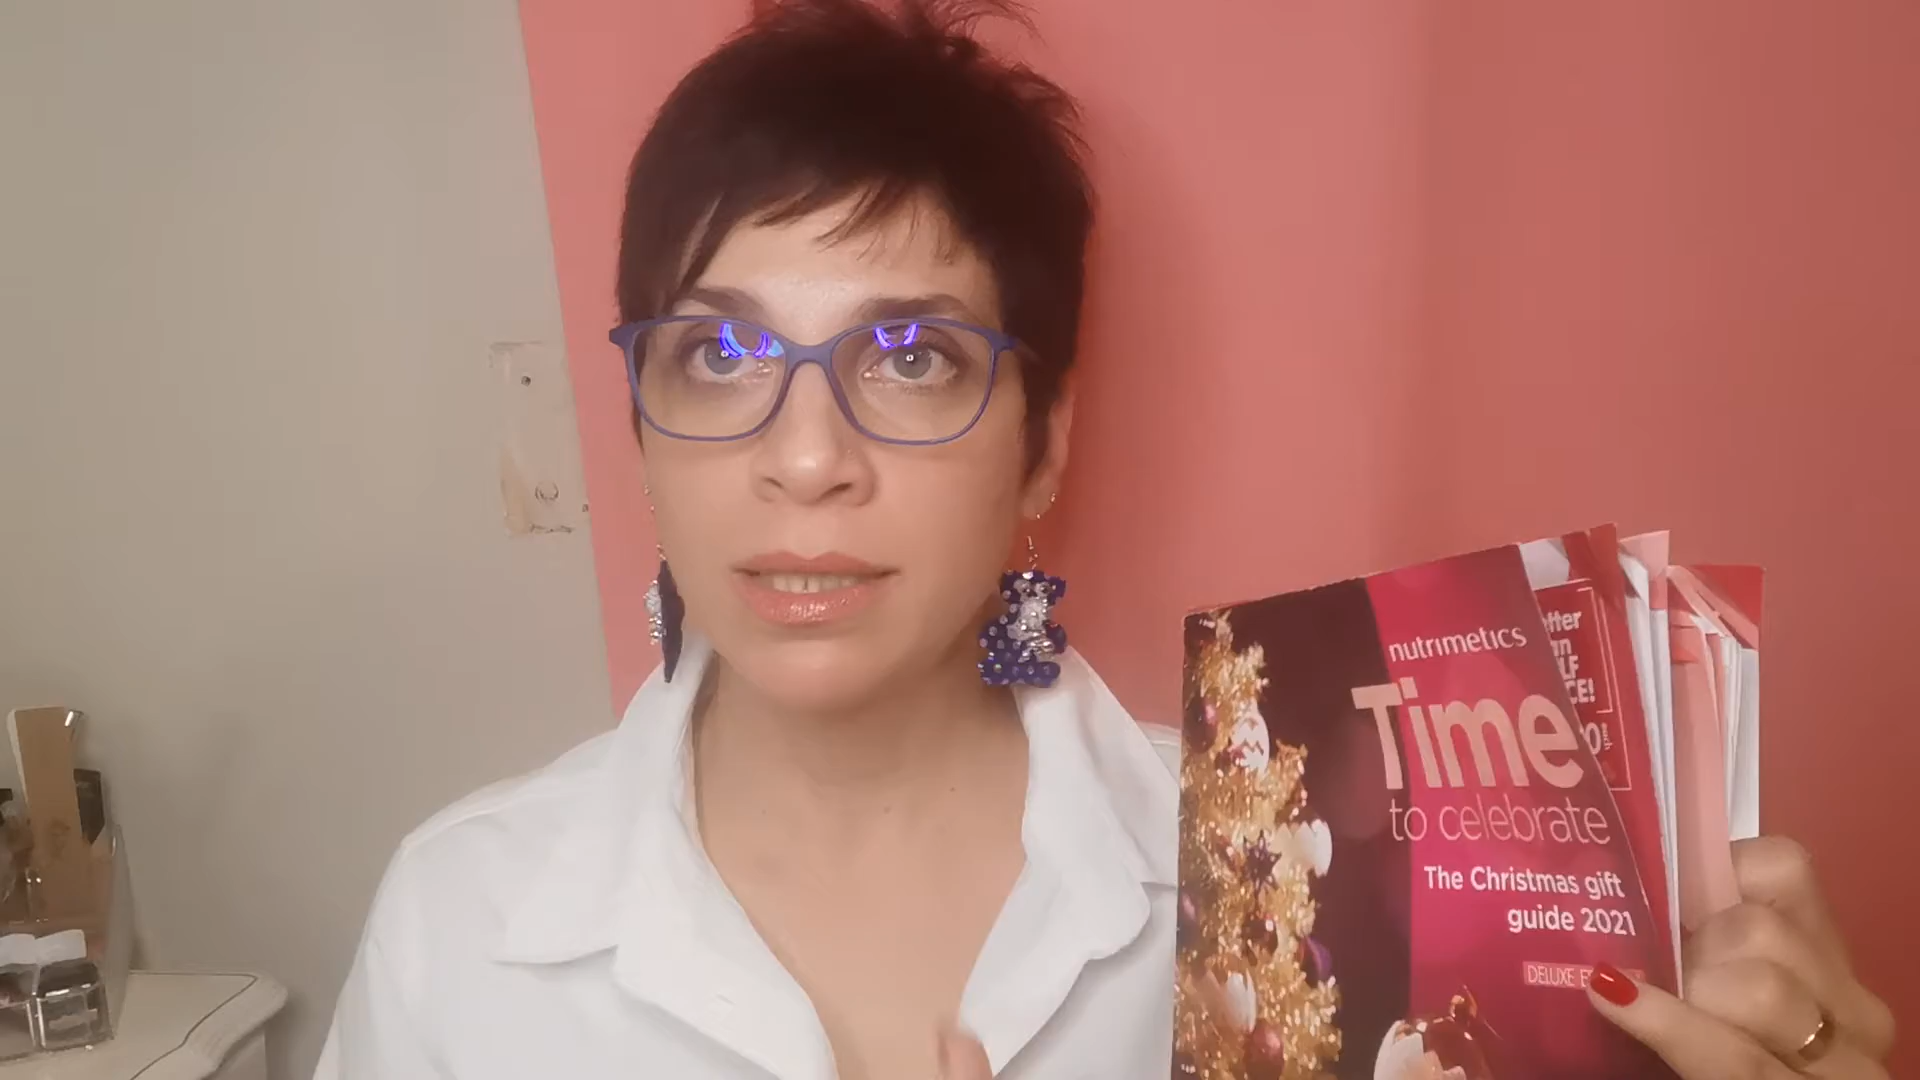 nutrimetics
Time
to celebrate
The Christmas gift
guide 2021
DELUXE